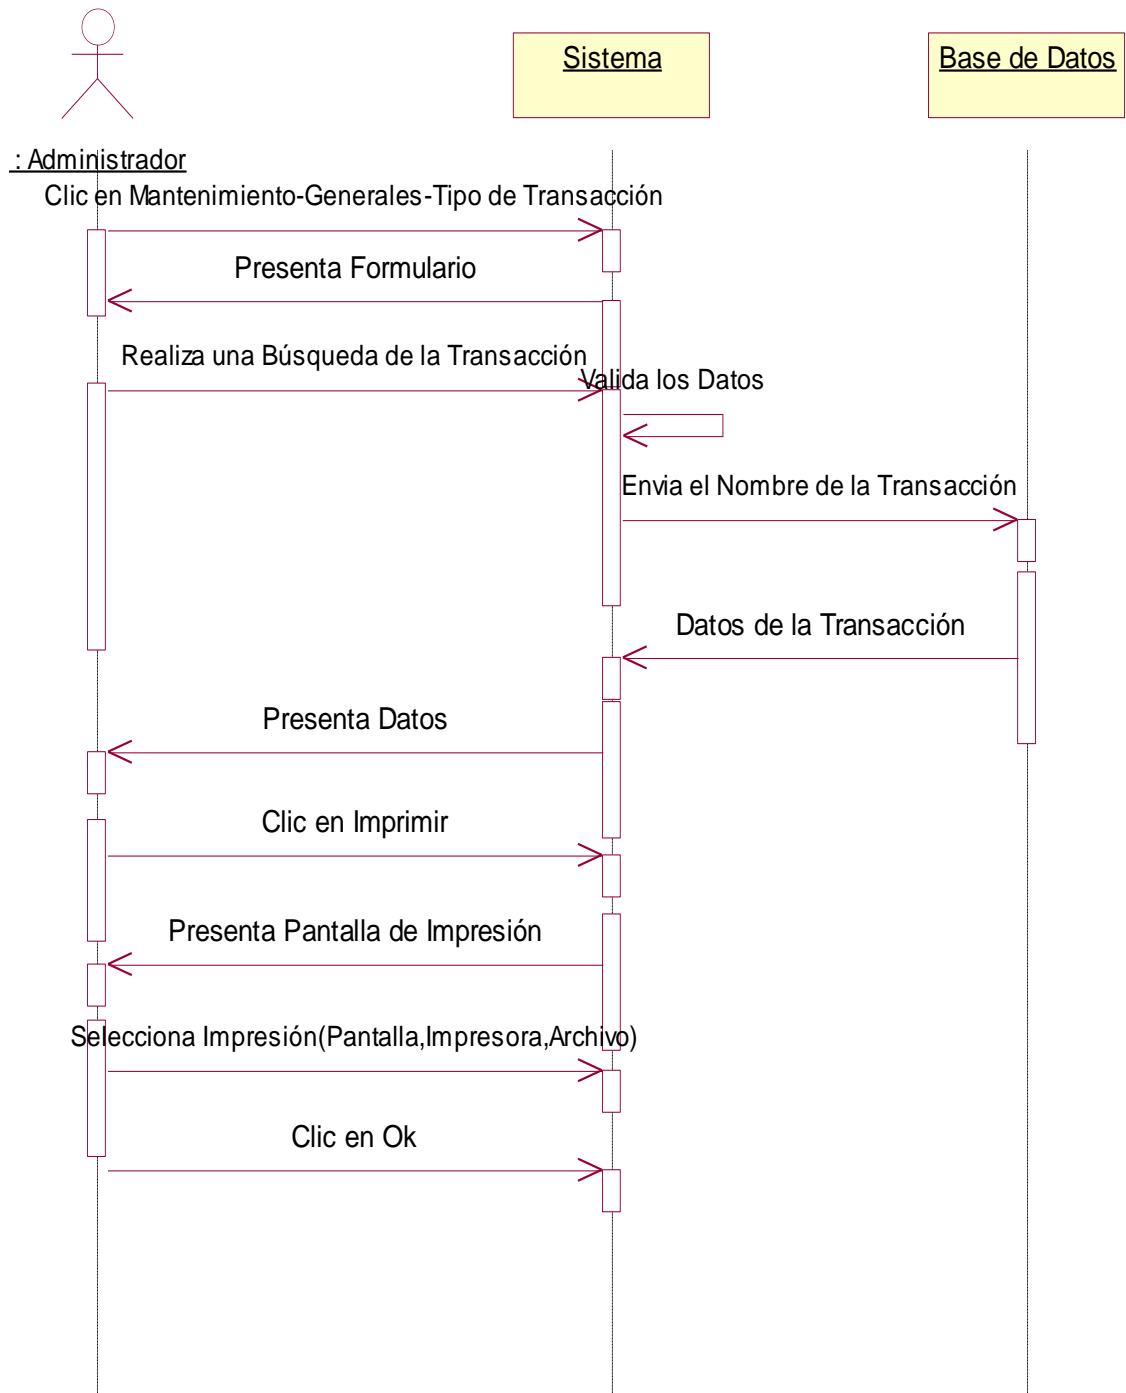 Sistema
Base de Datos
: Administrador
Clic en Mantenimiento-Generales-Tipo de Transacción
Presenta Formulario
Realiza una Búsqueda de la Transacción
Valida los Datos
Envia el Nombre de la Transacción
Datos de la Transacción
Presenta Datos
Clic en Imprimir
Presenta Pantalla de Impresión
Selecciona Impresión(Pantalla,Impresora,Archivo)
Clic en Ok